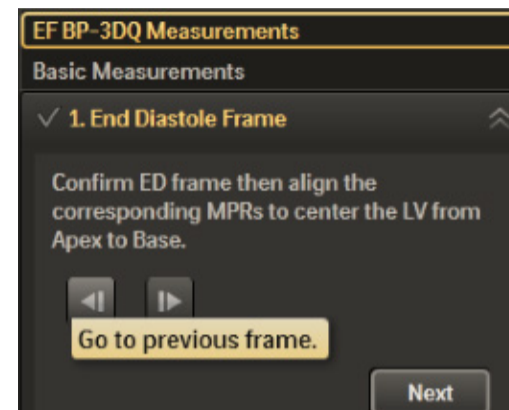 EF BP-3DQ Measurements
Basic Measurements
1. End Diastole Frame
Confirm ED frame then align the
corresponding MPRs to center the LV from
Apex to Base.
Go to previous frame.
Next